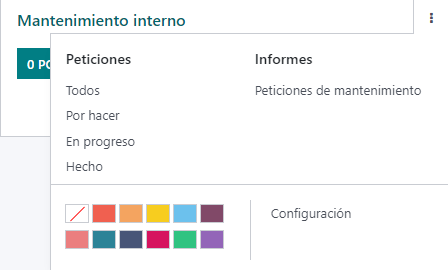 Mantenimiento interno
0 PO
Peticiones
Todos
Por hacer
En progreso
Hecho
Informes
Peticiones de mantenimiento
Configuración